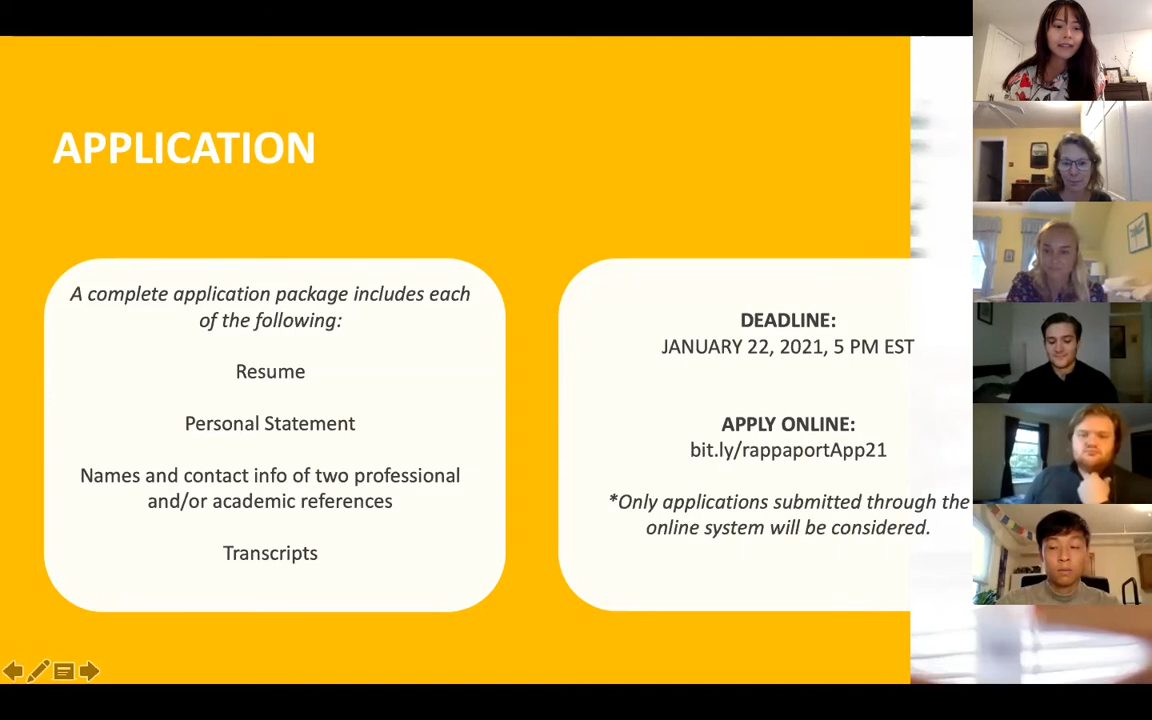 APPLICATION
A complete application package includes each
of the following:
Resume
Personal Statement
Names and contact info of two professional
and/or academic references
Transcripts
DEADLINE:
JANUARY 22, 2021, 5 PM EST
APPLY ONLINE:
bit.ly/rappaportApp21
*Only applications submitted through the
online system will be considered.